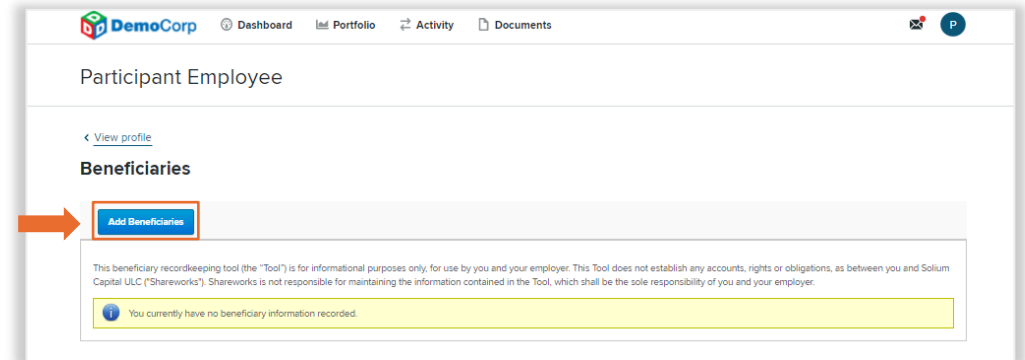 DemoCorp Dashboard Portfolio Activity Documents P
Participant Employee
View profile
Beneficiaries
Add Beneficiaries
This beneficiary recordkeeping tool (the "Tool") is for informational purposes only, for use by you and your employer. This Tool does not establish any accounts, rights or obligations, as between you and Solium
Capital ULC ("Shareworks"). Shareworks is not responsible for maintaining the information contained in the Tool, which shall be the sole responsibility of you and your employer.
You currently have no beneficiary information recorded.